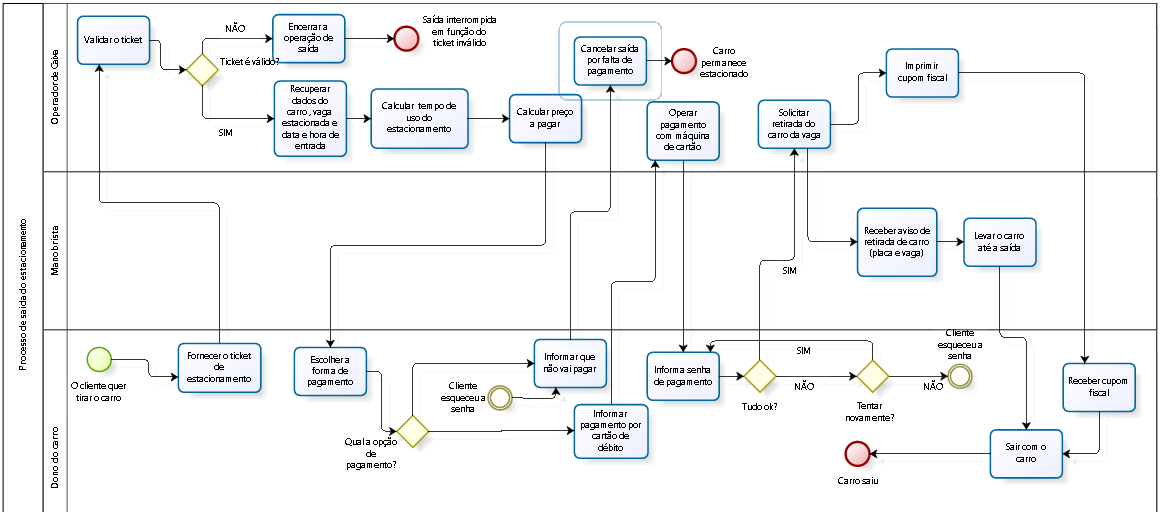 Processo de saída do estacionamento
Operador de Caixa
Validar o ticket
NÃO
Ticket é válido?
SIM
Encerrar a
operação de
saída
Saída interrompida
em função do
ticket inválido
Recuperar
dados do
carro, vaga
estacionada e
data e hora de
entrada
Calcular tempo de
uso do
estacionamento
Calcular preço
a pagar
Cancelar saída
por falta de
pagamento
Carro
permanece
estacionado
Operar
pagamento
com máquina
de cartão
Solicitar
retirada do
carro da vaga
Imprimir
cupom fiscal
Manobrista
SIM
Receber aviso de
retirada de carro
(placa e vaga)
Levar o carro
até a saída
Dono do carro
O cliente quer
tirar o carro
Fornecer o ticket
de
estacionamento
Escolher a
forma de
pagamento
Qual a opção
de
pagamento?
Cliente
esqueceu a
senha
Informar que
não vai pagar
Informar
pagamento por
cartão de
débito
Informa senha
de pagamento
Tudo ok?
NÃO
SIM
Tentar
novamente?
NÃO
Cliente
esqueceu a
senha
Receber cupom
fiscal
Sair com o
carro
Carro saiu